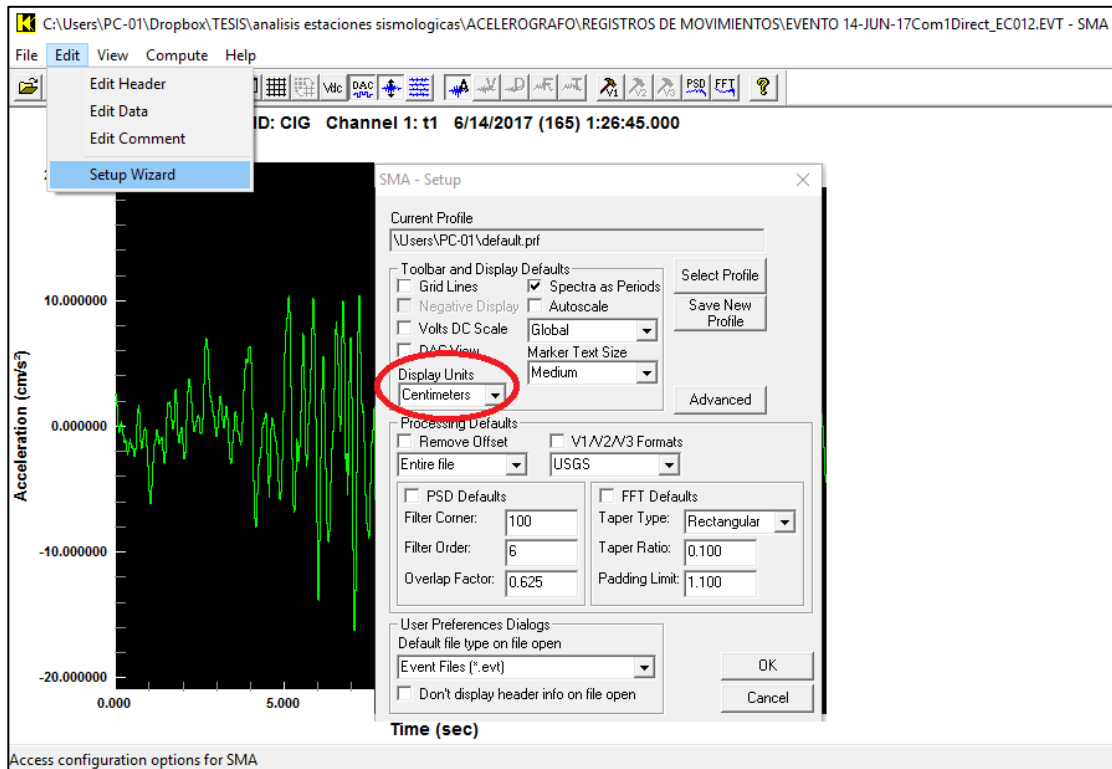 C:\Users\PC-01\Dropbox\TESIS\analisis estaciones sismologicas\ACELEROGRAFO\REGISTROS DE MOVIMIENTOS\EVENTO 14-JUN-17Com1Direct_EC012.EVT - SMA
File Edit View Compute Help
Edit Header
Edit Data
Edit Comment
Setup Wizard
Vdc DAC A V D F T V1 V2 V3 PSD FFT ?
ID: CIG Channel 1: t1 6/14/2017 (165) 1:26:45.000
SMA - Setup
Current Profile
\Users\PC-01\default.prf
Toolbar and Display Defaults
Grid Lines Spectra as Periods
Select Profile
Negative Display Autoscale
Save New
Profile
Volts DC Scale Global
DAC View Marker Text Size
Display Units Medium
Centimeters
Advanced
Processing Defaults
Remove Offset V1/V2/V3 Formats
Entire file USGS
PSD Defaults FFT Defaults
Filter Corner: 100 Taper Type: Rectangular
Filter Order: 6 Taper Ratio: 0.100
Overlap Factor: 0.625 Padding Limit: 1.100
User Preferences Dialogs
Default file type on file open
Event Files (*.evt)
Don't display header info on file open
OK
Cancel
Acceleration (cm/s²)
10.000000
0.000000
-10.000000
-20.000000
0.000 5.000
Time (sec)
Access configuration options for SMA